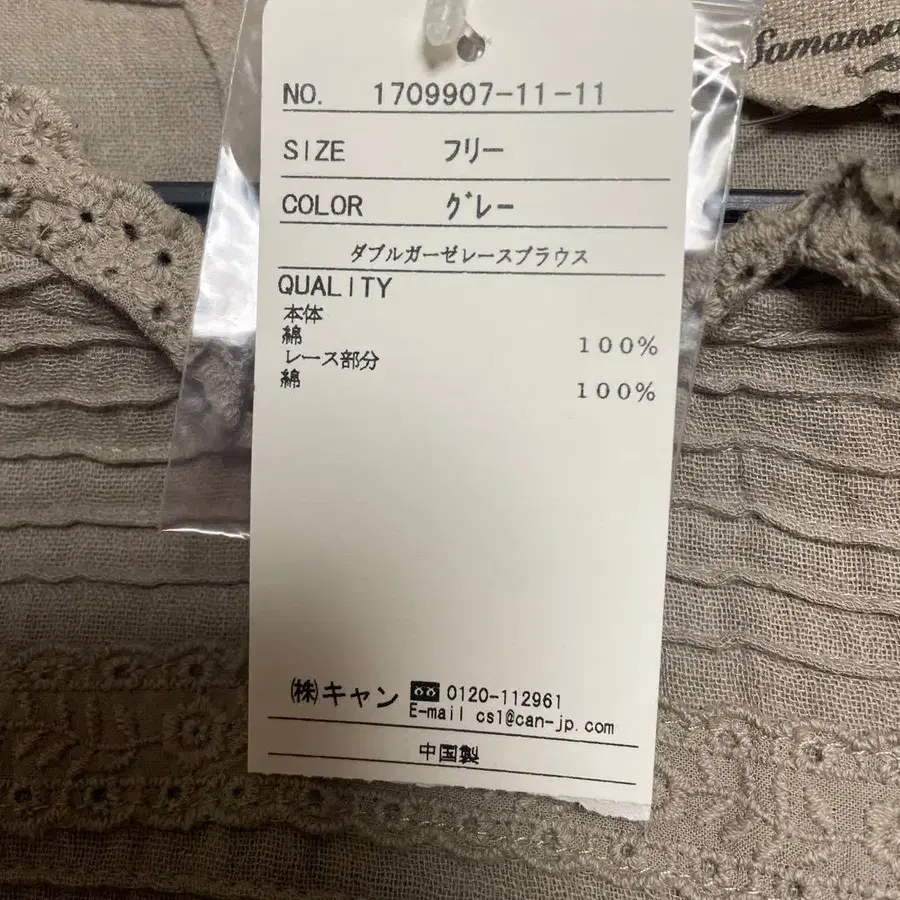 Samansa
NO. 1709907-11-11
SIZE フリー
COLOR グレー
ダブルガーゼレースブラウス
QUALITY
本体
綿 100%
レース部分
綿 100%
㈱キャン 0120-112961
E-mail cs1@can-jp.com
中国製